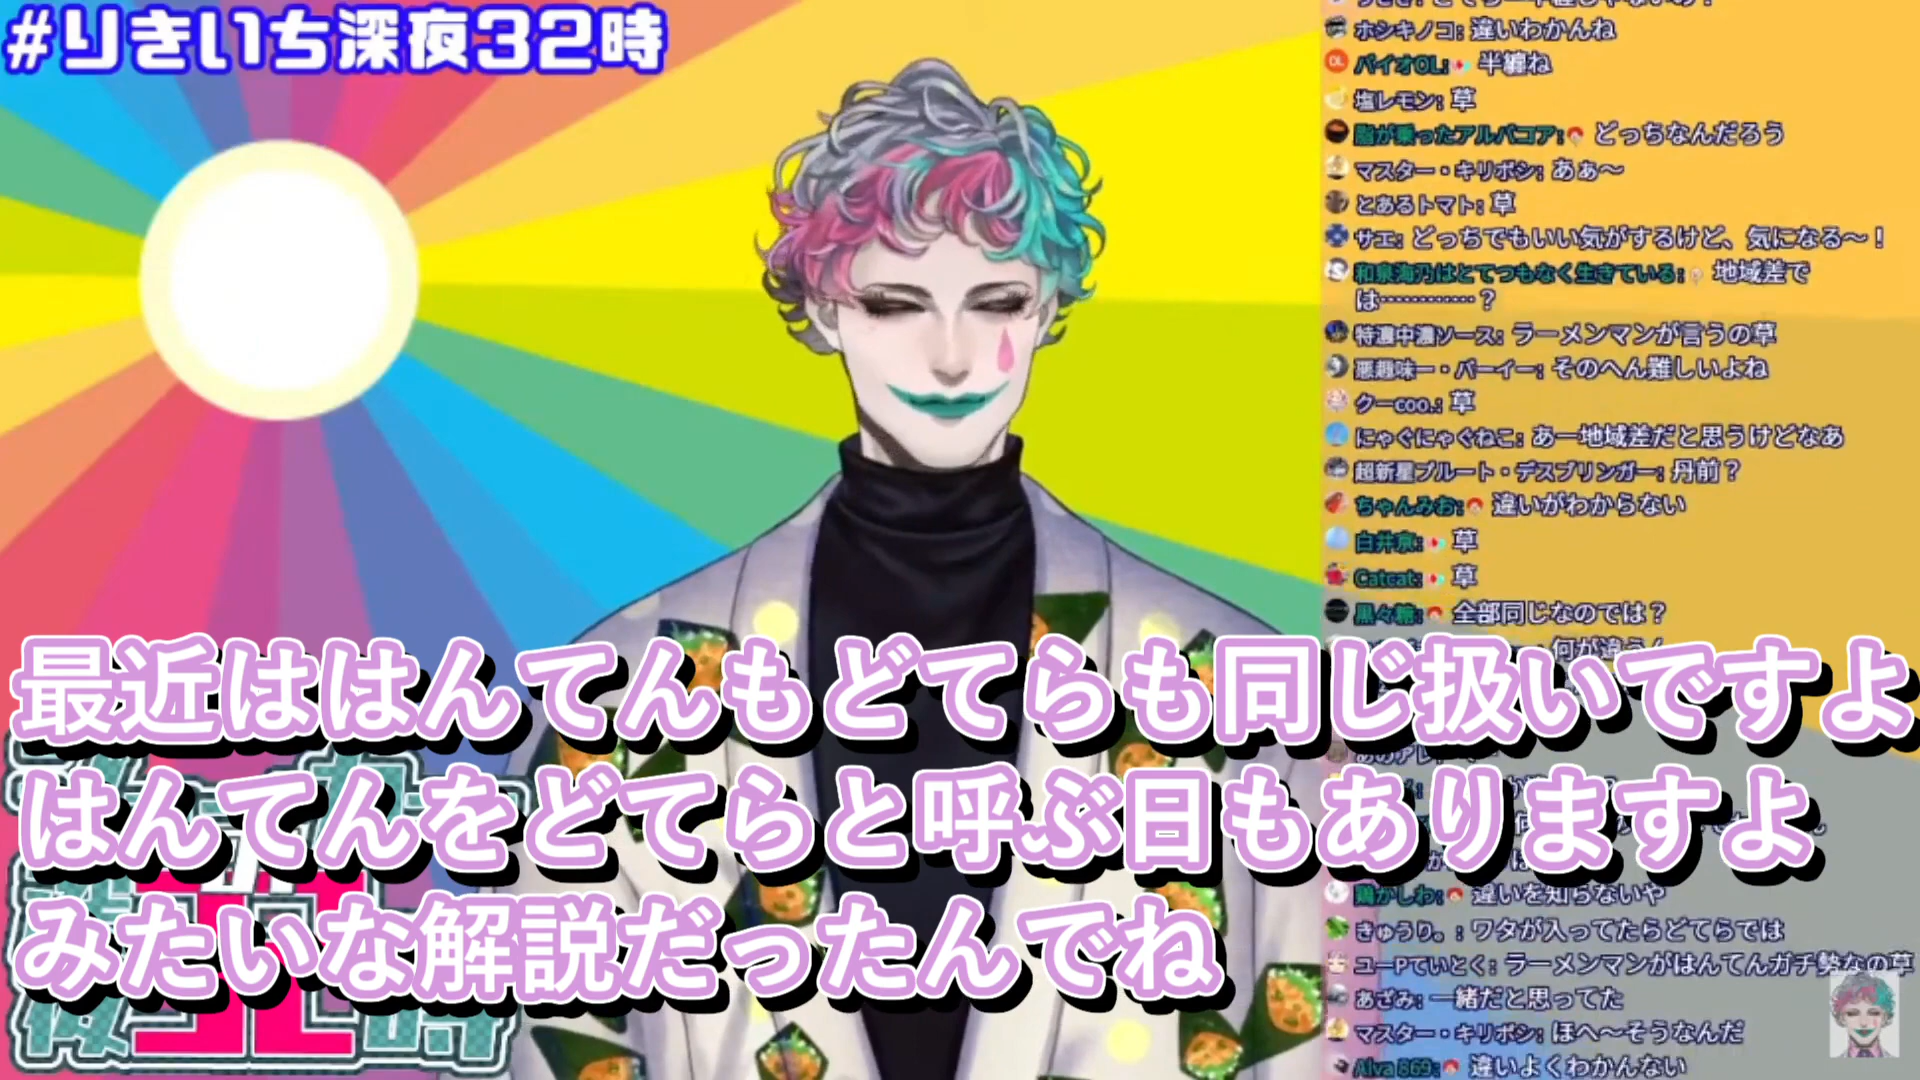 #りきいち深夜32時
ホシキノコ: 違いわかんね
バイオOL: 半纏ね
塩レモン: 草
脂が乗ったアルパコア: どっちなんだろう
マスター・キリボシ: あぁ〜
とあるトマト: 草
サエ: どっちでもいい気がするけど、気になる〜！
和泉海乃はとてつもなく生きている: 地域差で
は…………？
特濃中濃ソース: ラーメンマンが言うの草
悪趣味ー・バーイー: そのへん難しいよね
クーcoo.: 草
にゃぐにゃぐねこ: あー地域差だと思うけどなあ
超新星プルート・デスブリンガー: 丹前？
ちゃんみお: 違いがわからない
白井京: 草
Catcat: 草
黒々糖: 全部同じなのでは？
最近ははんてんもどてらも同じ扱いですよ
はんてんをどてらと呼ぶ日もありますよ
みたいな解説だったんでね
鶏かしわ: 違いを知らないや
きゅうり。: ワタが入ってたらどてらでは
ユーPていとく: ラーメンマンがはんてんガチ勢なの草
あざみ: 一緒だと思ってた
マスター・キリボシ: ほへ〜そうなんだ
Alva 869: 違いよくわかんない